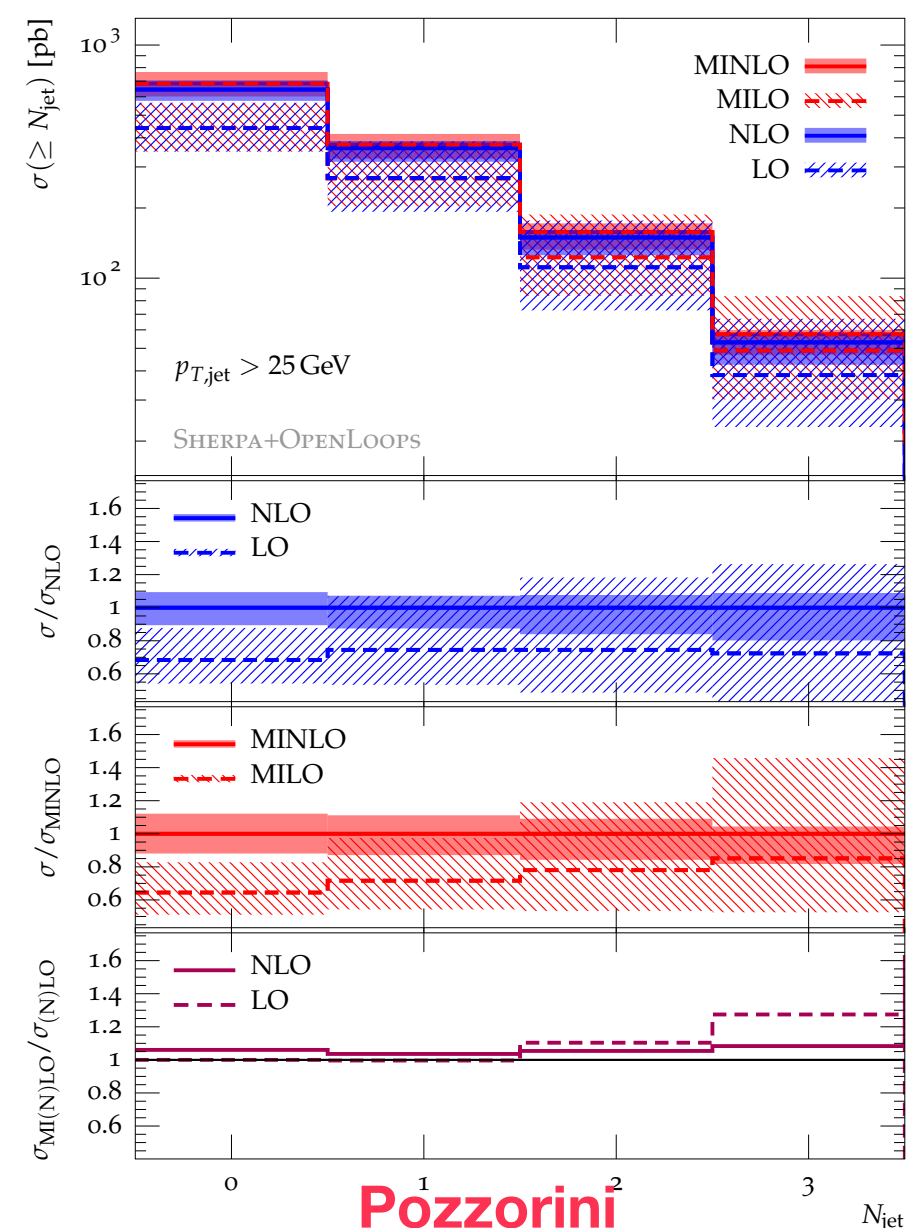 σ(≥ N_jet) [pb]
10³
10²
MINLO
MILO
NLO
LO
p_T,jet > 25 GeV
SHERPA+OPENLOOPS
σ/σ_NLO
1.6
1.4
1.2
1
0.8
0.6
NLO
LO
σ/σ_MINLO
1.6
1.4
1.2
1
0.8
0.6
MINLO
MILO
σ_MI(N)LO/σ_(N)LO
1.6
1.4
1.2
1
0.8
0.6
NLO
LO
0 1 2 3
Pozzorini
N_jet